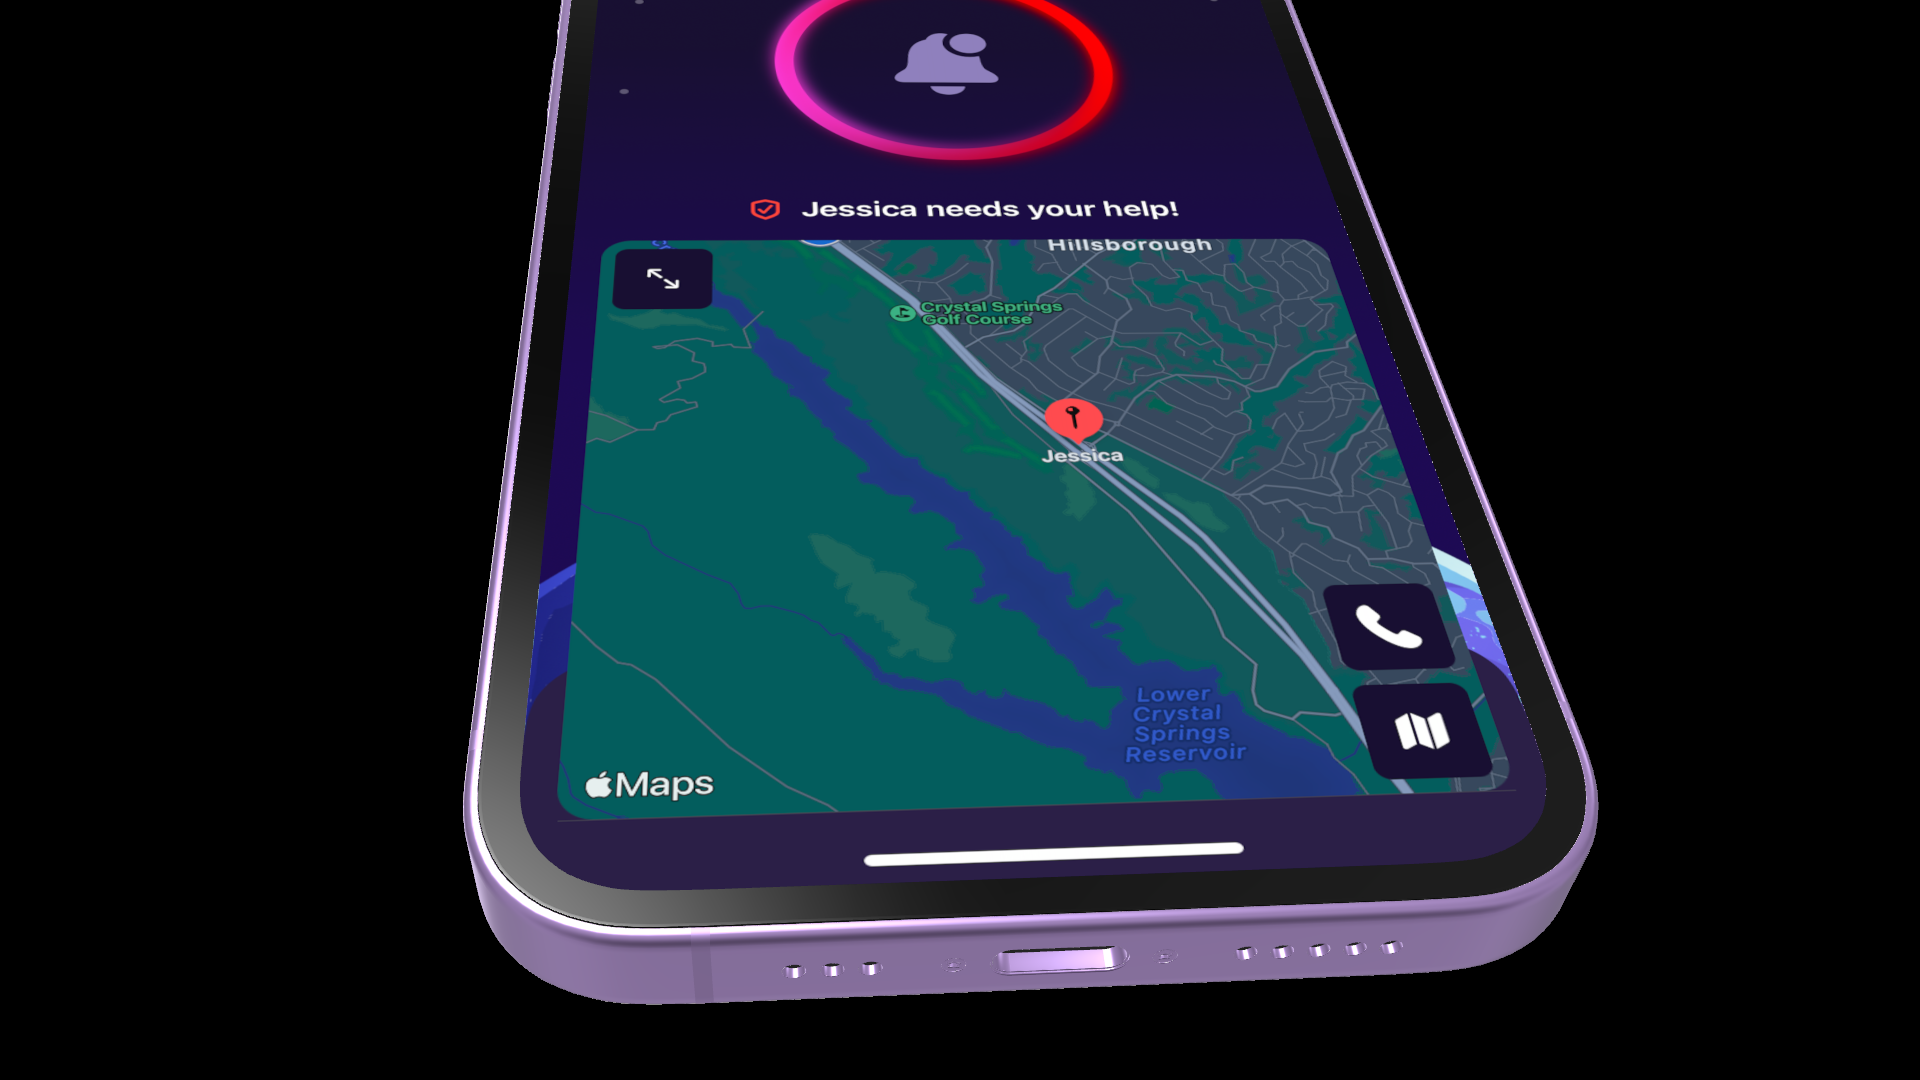 Jessica needs your help!
Hillsborough
Crystal Springs
Golf Course
Jessica
Lower
Crystal
Springs
Reservoir
Maps